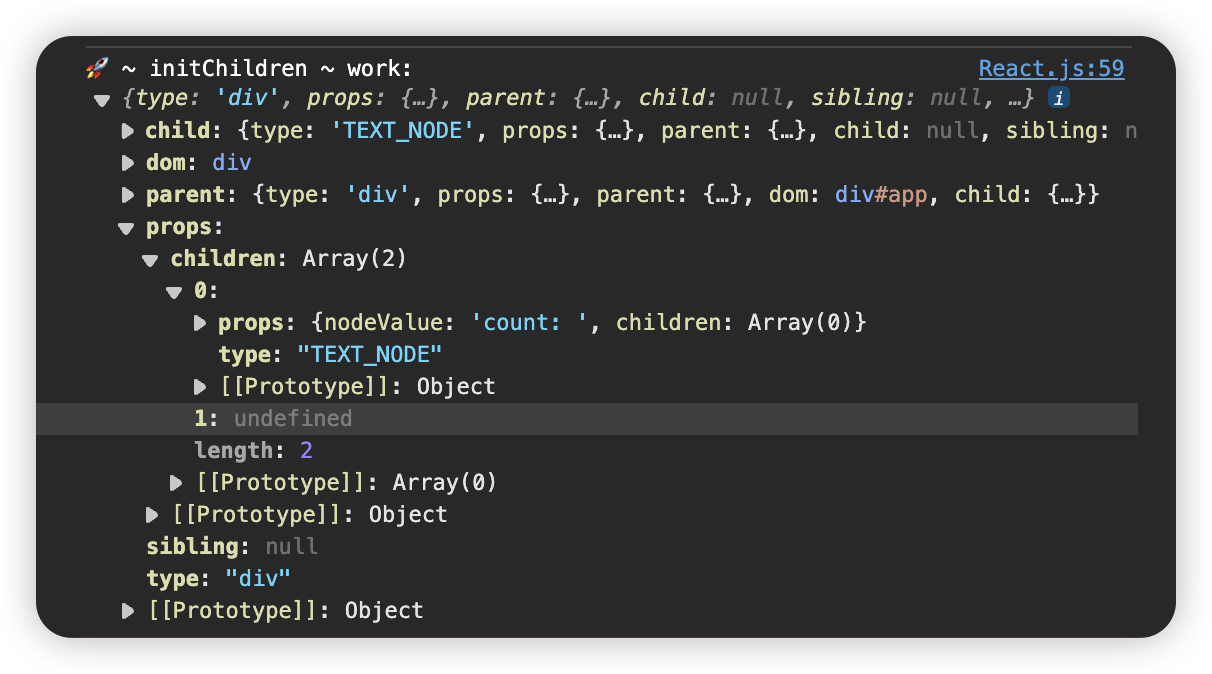 🚀 ~ initChildren ~ work: React.js:59
{type: 'div', props: {…}, parent: {…}, child: null, sibling: null, …} i
child: {type: 'TEXT_NODE', props: {…}, parent: {…}, child: null, sibling: n
dom: div
parent: {type: 'div', props: {…}, parent: {…}, dom: div#app, child: {…}}
props:
children: Array(2)
0:
props: {nodeValue: 'count: ', children: Array(0)}
type: "TEXT_NODE"
[[Prototype]]: Object
1: undefined
length: 2
[[Prototype]]: Array(0)
[[Prototype]]: Object
sibling: null
type: "div"
[[Prototype]]: Object